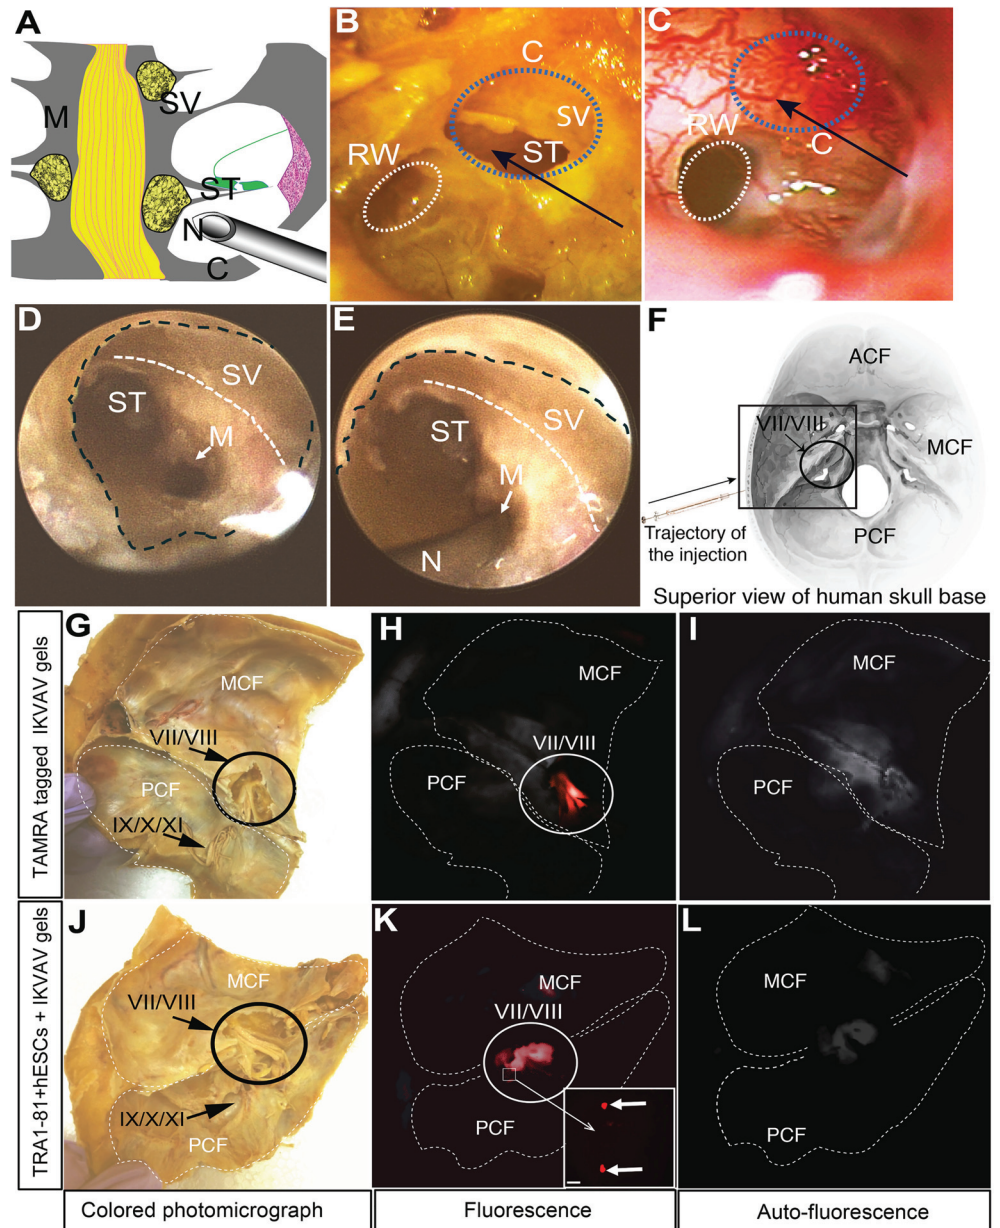 A
M
SV
ST
N
C
B
C
SV
ST
RW
C
RW
C
D
ST
SV
M
E
ST
SV
M
N
F
ACF
VII/VIII
MCF
PCF
Trajectory of
the injection
Superior view of human skull base
TAMRA tagged IKVAV gels
G
MCF
VII/VIII
PCF
IX/X/XI
H
MCF
VII/VIII
PCF
I
MCF
PCF
TRA1-81+hESCs + IKVAV gels
J
MCF
VII/VIII
IX/X/XI
PCF
K
MCF
VII/VIII
PCF
L
MCF
PCF
Colored photomicrograph
Fluorescence
Auto-fluorescence